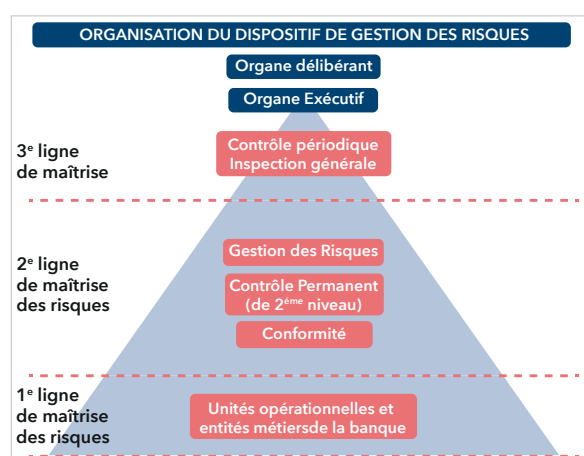 ORGANISATION DU DISPOSITIF DE GESTION DES RISQUES
Organe délibérant
Organe Exécutif
3e ligne
de maîtrise
Contrôle périodique
Inspection générale
2e ligne
de maîtrise
des risques
Gestion des Risques
Contrôle Permanent
(de 2éme niveau)
Conformité
1e ligne
de maîtrise
des risques
Unités opérationnelles et
entités métiersde la banque